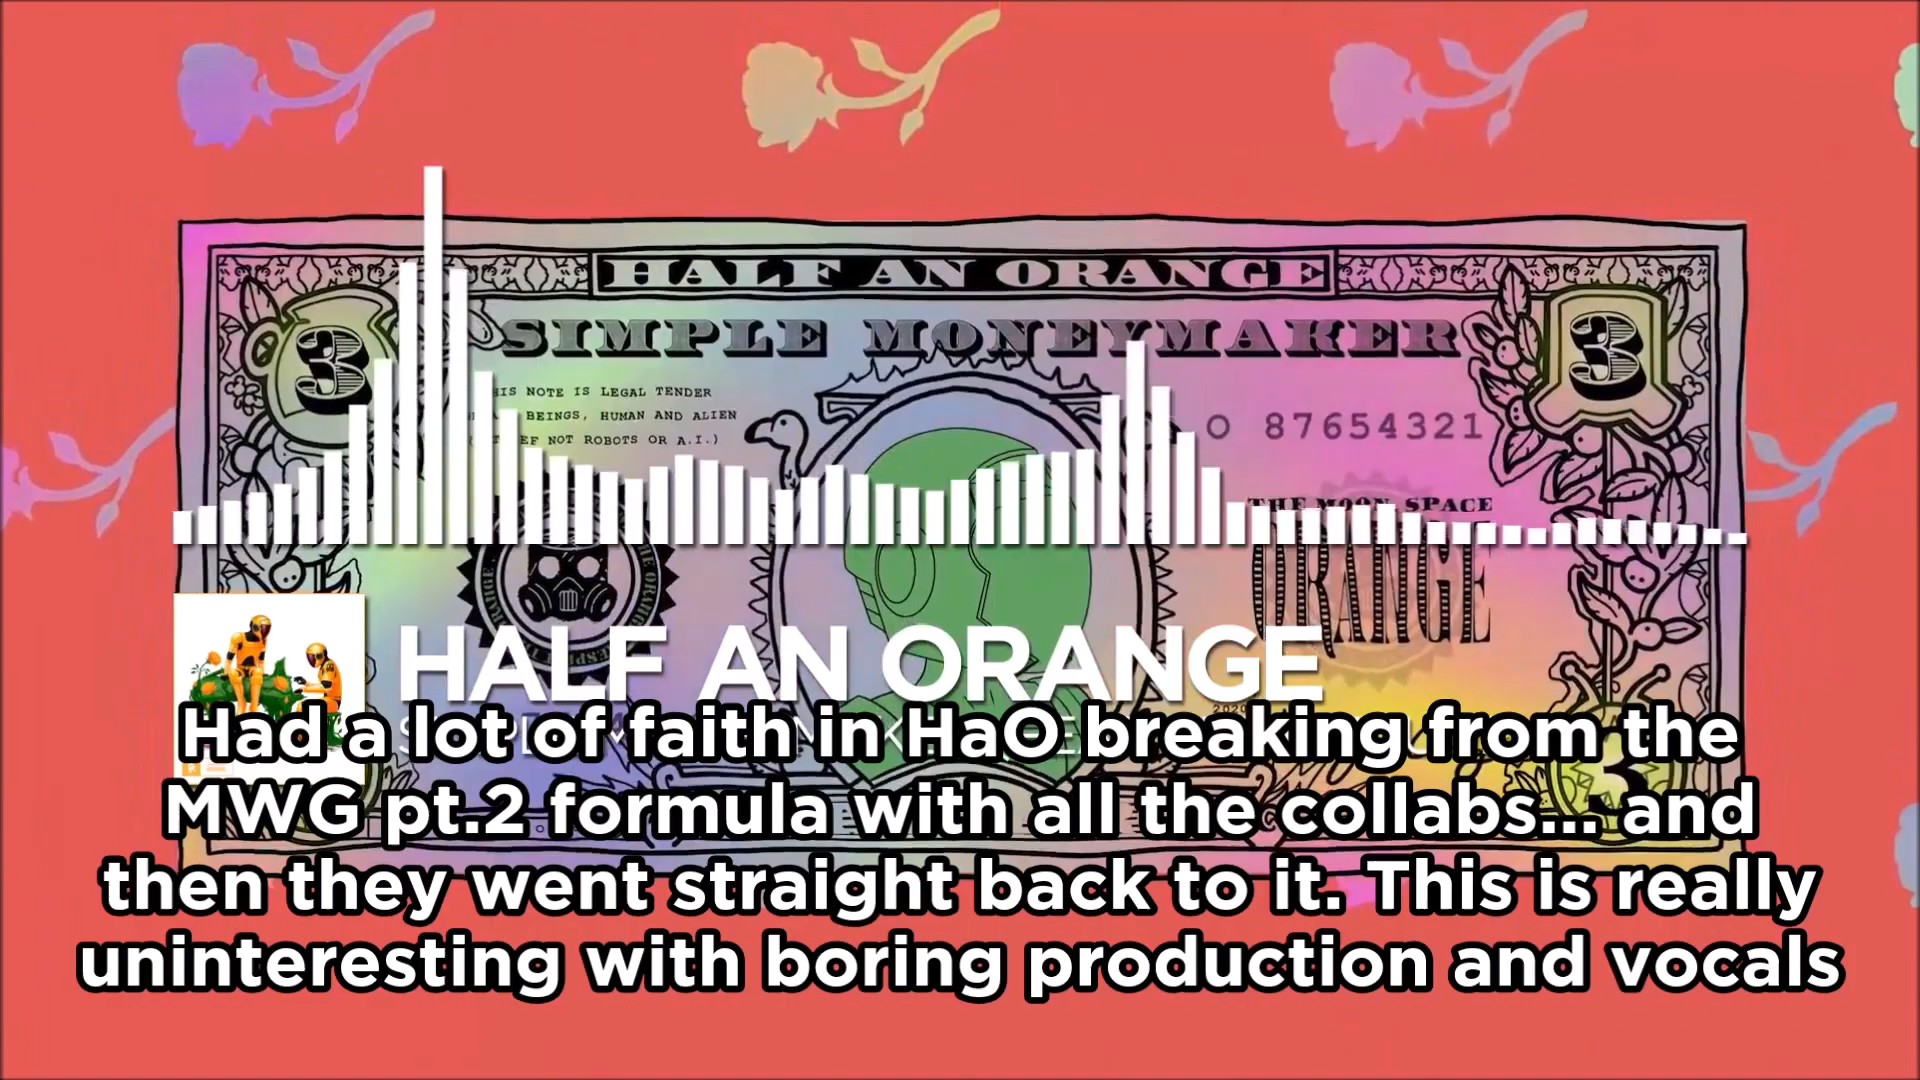 HALF AN ORANGE
SIMPLE MONEYMAKER
3
3
HIS NOTE IS LEGAL TENDER
BEINGS, HUMAN AND ALIEN
EF NOT ROBOTS OR A.I.)
O 87654321
THE MOON SPACE
ORANGE
HALF AN ORANGE
Had a lot of faith in HaO breaking from the
MWG pt.2 formula with all the collabs... and
then they went straight back to it. This is really
uninteresting with boring production and vocals
3